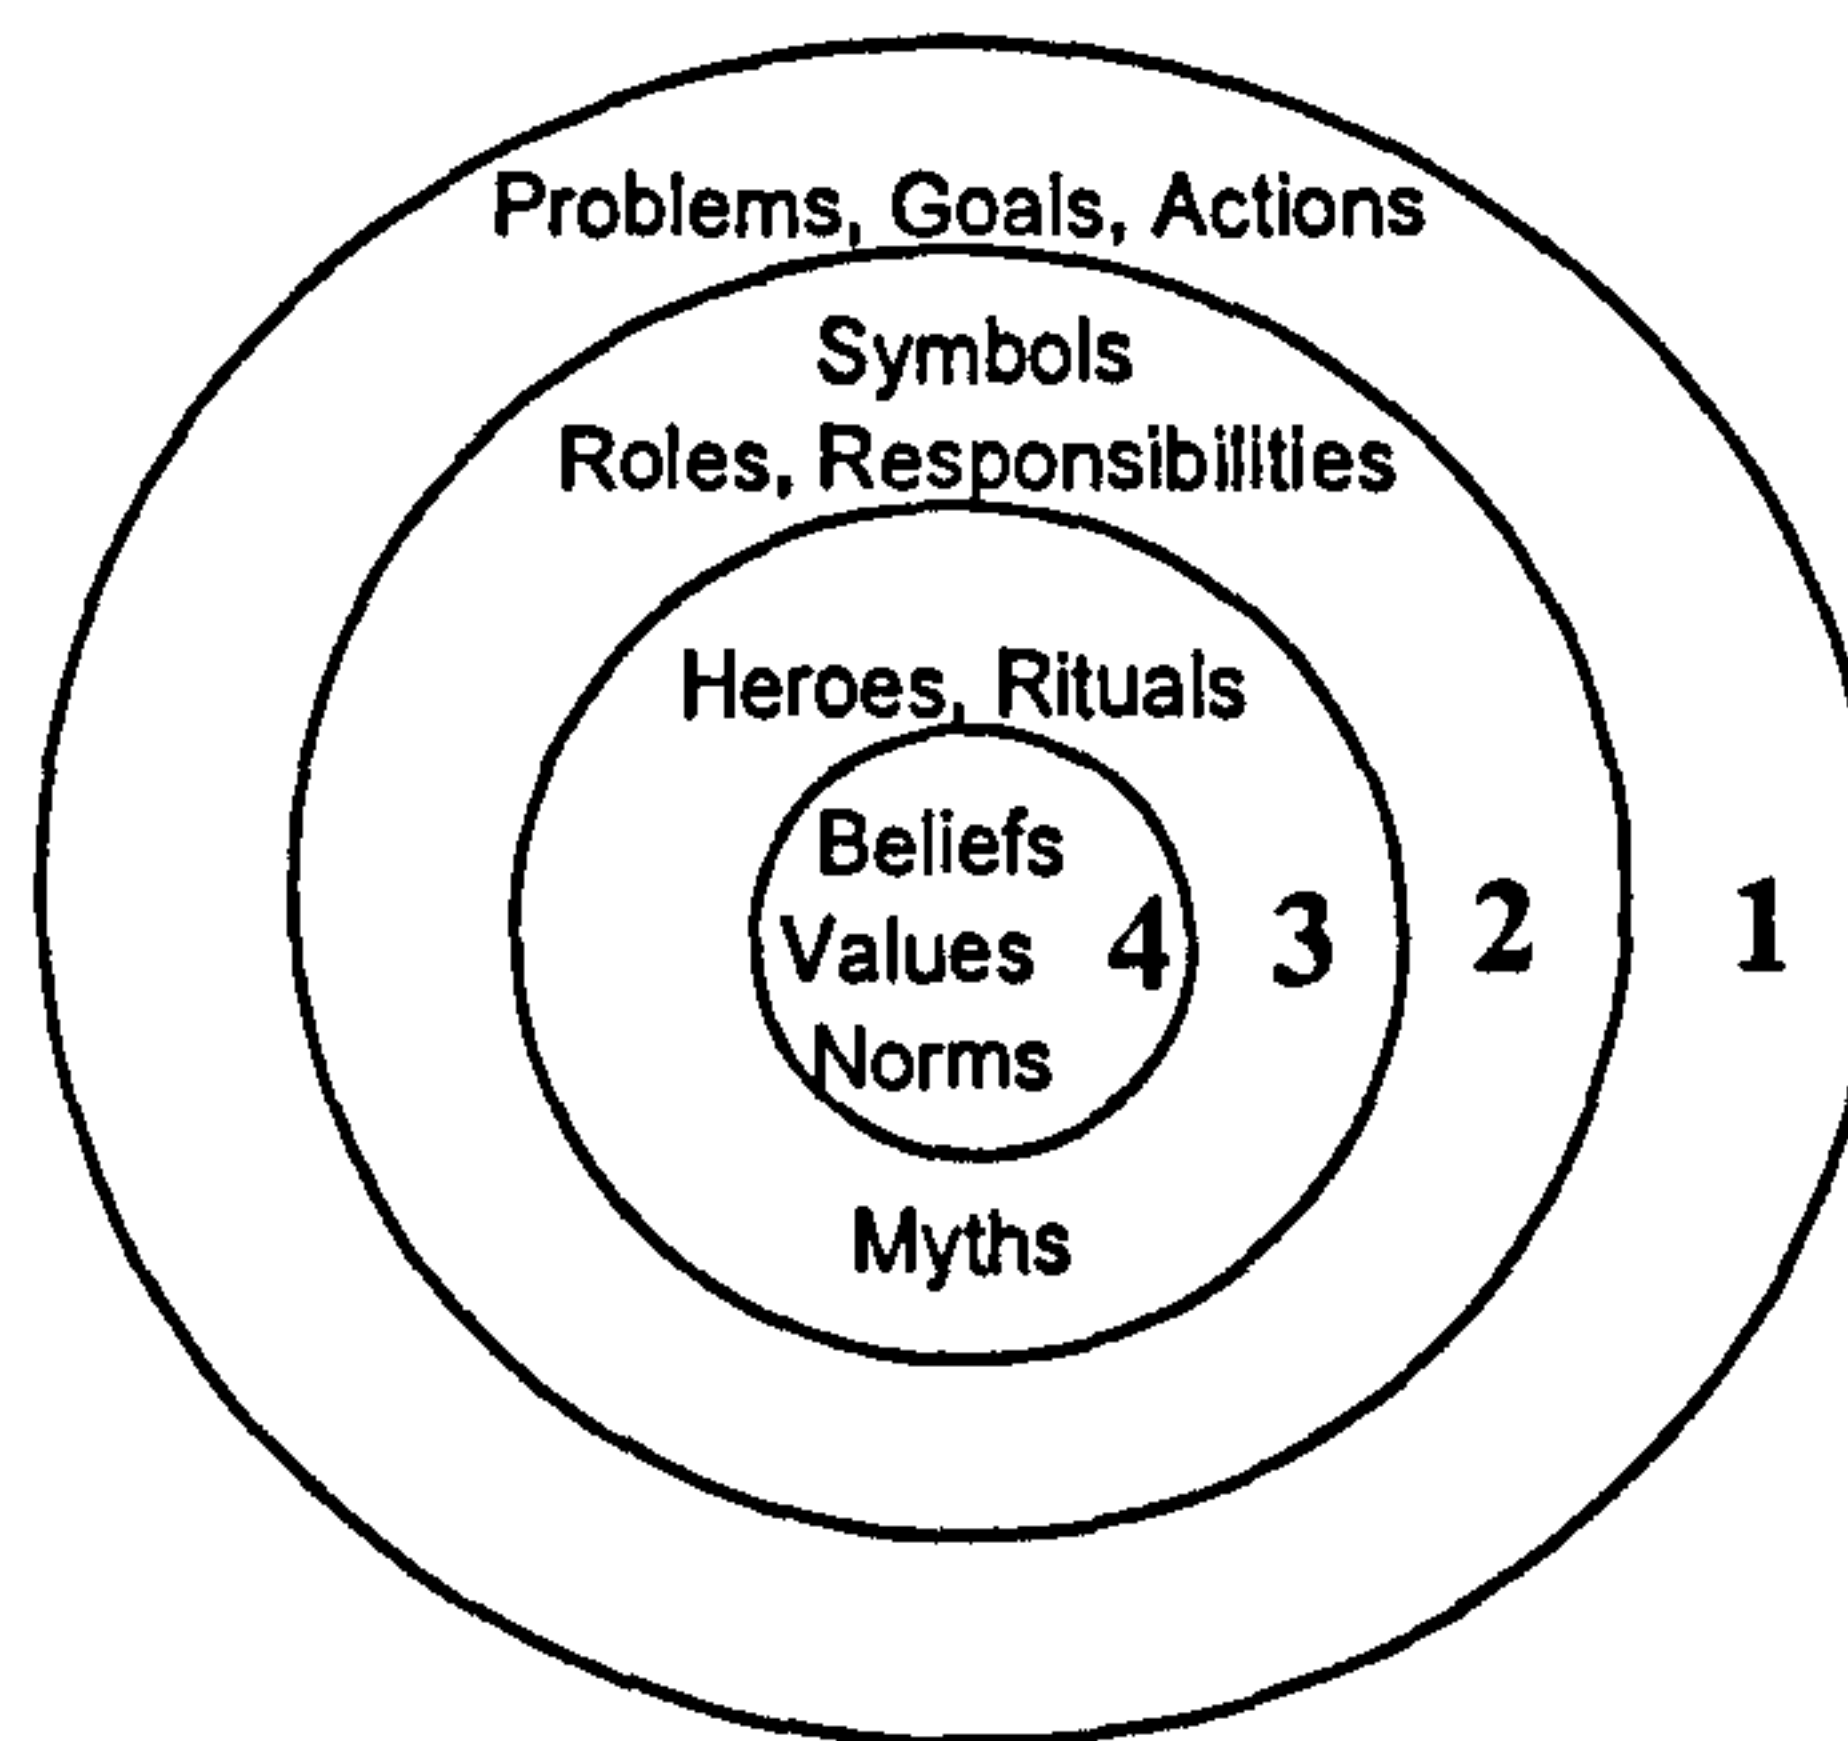 Problems, Goals, Actions
Symbols
Roles, Responsibilities
Heroes, Rituals
Beliefs
Values 4 3 2 1
Norms
Myths